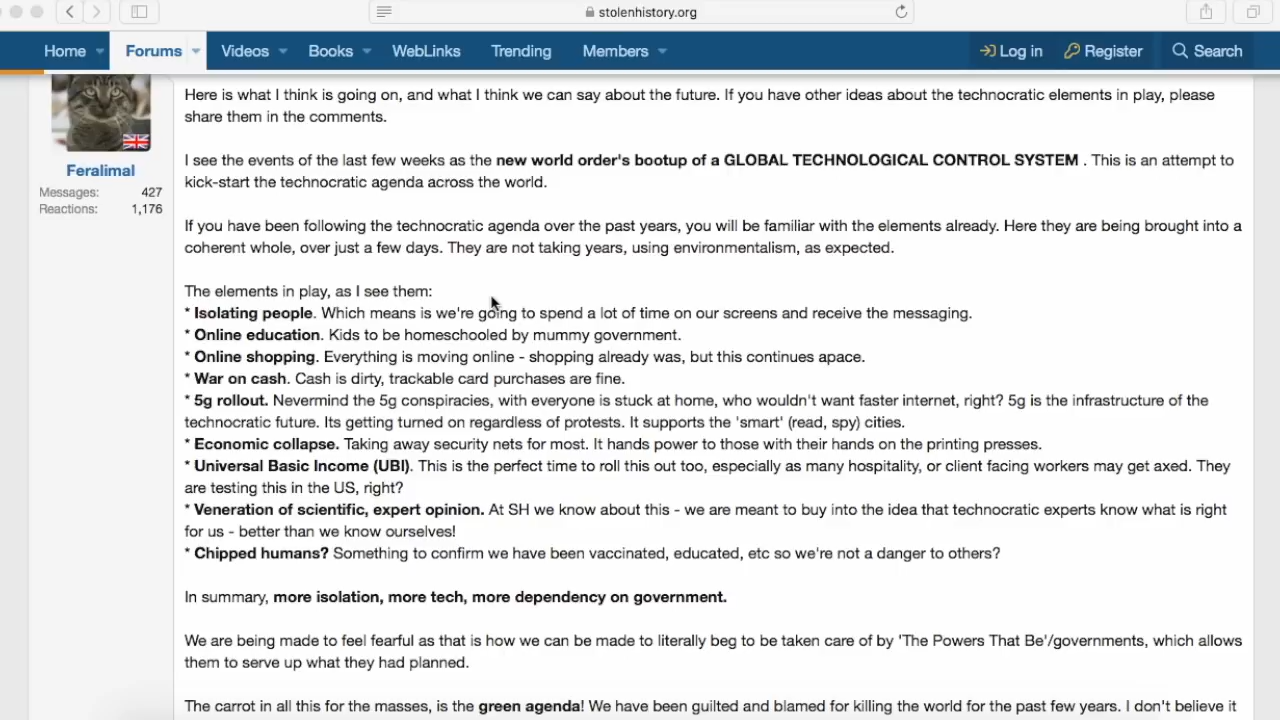 stolenhistory.org
Home Forums Videos Books WebLinks Trending Members Log in Register Search
Feralimal
Messages: 427
Reactions: 1,176
Here is what I think is going on, and what I think we can say about the future. If you have other ideas about the technocratic elements in play, please
share them in the comments.
I see the events of the last few weeks as the new world order's bootup of a GLOBAL TECHNOLOGICAL CONTROL SYSTEM . This is an attempt to
kick-start the technocratic agenda across the world.
If you have been following the technocratic agenda over the past years, you will be familiar with the elements already. Here they are being brought into a
coherent whole, over just a few days. They are not taking years, using environmentalism, as expected.
The elements in play, as I see them:
* Isolating people. Which means is we're going to spend a lot of time on our screens and receive the messaging.
* Online education. Kids to be homeschooled by mummy government.
* Online shopping. Everything is moving online - shopping already was, but this continues apace.
* War on cash. Cash is dirty, trackable card purchases are fine.
* 5g rollout. Nevermind the 5g conspiracies, with everyone is stuck at home, who wouldn't want faster internet, right? 5g is the infrastructure of the
technocratic future. Its getting turned on regardless of protests. It supports the 'smart' (read, spy) cities.
* Economic collapse. Taking away security nets for most. It hands power to those with their hands on the printing presses.
* Universal Basic Income (UBI). This is the perfect time to roll this out too, especially as many hospitality, or client facing workers may get axed. They
are testing this in the US, right?
* Veneration of scientific, expert opinion. At SH we know about this - we are meant to buy into the idea that technocratic experts know what is right
for us - better than we know ourselves!
* Chipped humans? Something to confirm we have been vaccinated, educated, etc so we're not a danger to others?
In summary, more isolation, more tech, more dependency on government.
We are being made to feel fearful as that is how we can be made to literally beg to be taken care of by 'The Powers That Be'/governments, which allows
them to serve up what they had planned.
The carrot in all this for the masses, is the green agenda! We have been guilted and blamed for killing the world for the past few years. I don't believe it